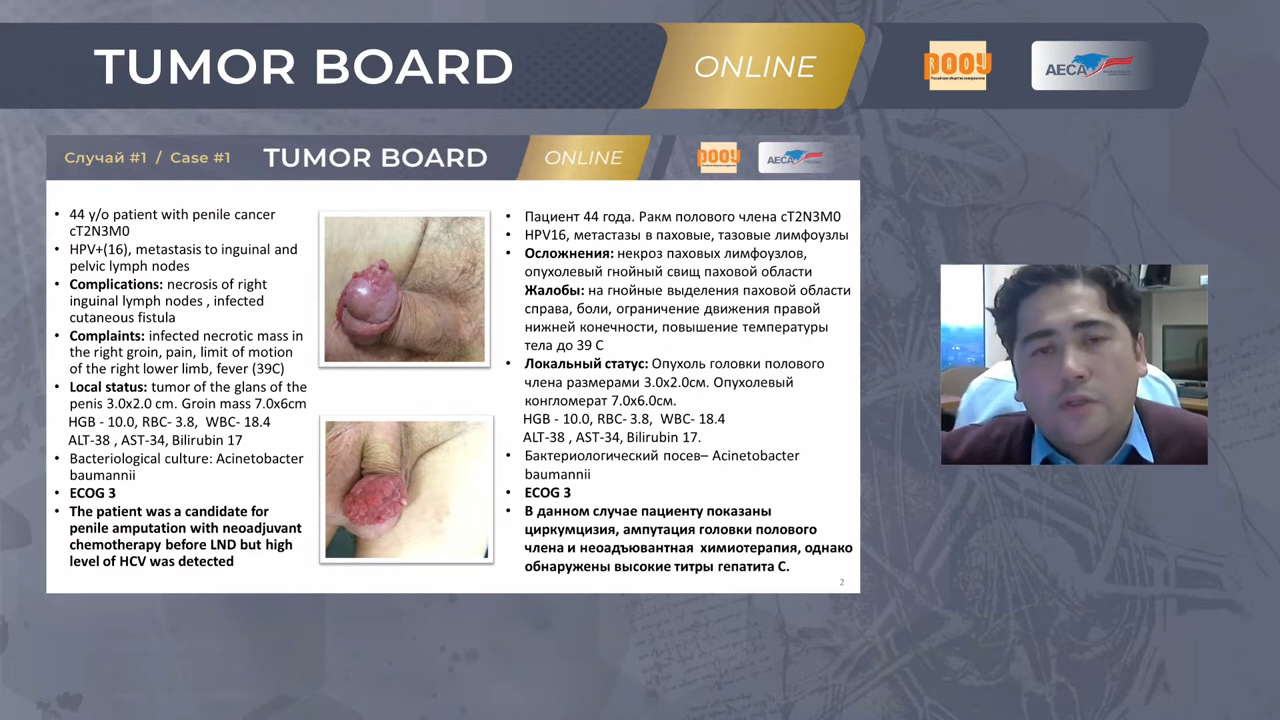 TUMOR BOARD
ONLINE
ROOU
АЕСА
Случай #1 / Case #1
TUMOR BOARD
ONLINE
ROOU
АЕСА
• 44 y/o patient with penile cancer
cT2N3M0
• HPV+(16), metastasis to inguinal and
pelvic lymph nodes
• Complications: necrosis of right
inguinal lymph nodes , infected
cutaneous fistula
• Complaints: infected necrotic mass in
the right groin, pain, limit of motion
of the right lower limb, fever (39C)
• Local status: tumor of the glans of the
penis 3.0x2.0 cm. Groin mass 7.0x6cm
HGB - 10.0, RBC- 3.8, WBC- 18.4
ALT-38 , AST-34, Bilirubin 17
• Bacteriological culture: Acinetobacter
baumannii
• ECOG 3
• The patient was a candidate for
penile amputation with neoadjuvant
chemotherapy before LND but high
level of HCV was detected
• Пациент 44 года. Ракм полового члена cT2N3M0
• HPV16, метастазы в паховые, тазовые лимфоузлы
• Осложнения: некроз паховых лимфоузлов,
опухолевый гнойный свищ паховой области
Жалобы: на гнойные выделения паховой области
справа, боли, ограничение движения правой
нижней конечности, повышение температуры
тела до 39 С
• Локальный статус: Опухоль головки полового
члена размерами 3.0x2.0см. Опухолевый
конгломерат 7.0x6.0см.
HGB - 10.0, RBC- 3.8, WBC- 18.4
ALT-38 , AST-34, Bilirubin 17.
• Бактериологический посев– Acinetobacter
baumannii
• ECOG 3
• В данном случае пациенту показаны
циркумцизия, ампутация головки полового
члена и неоадъювантная химиотерапия, однако
обнаружены высокие титры гепатита С.
2